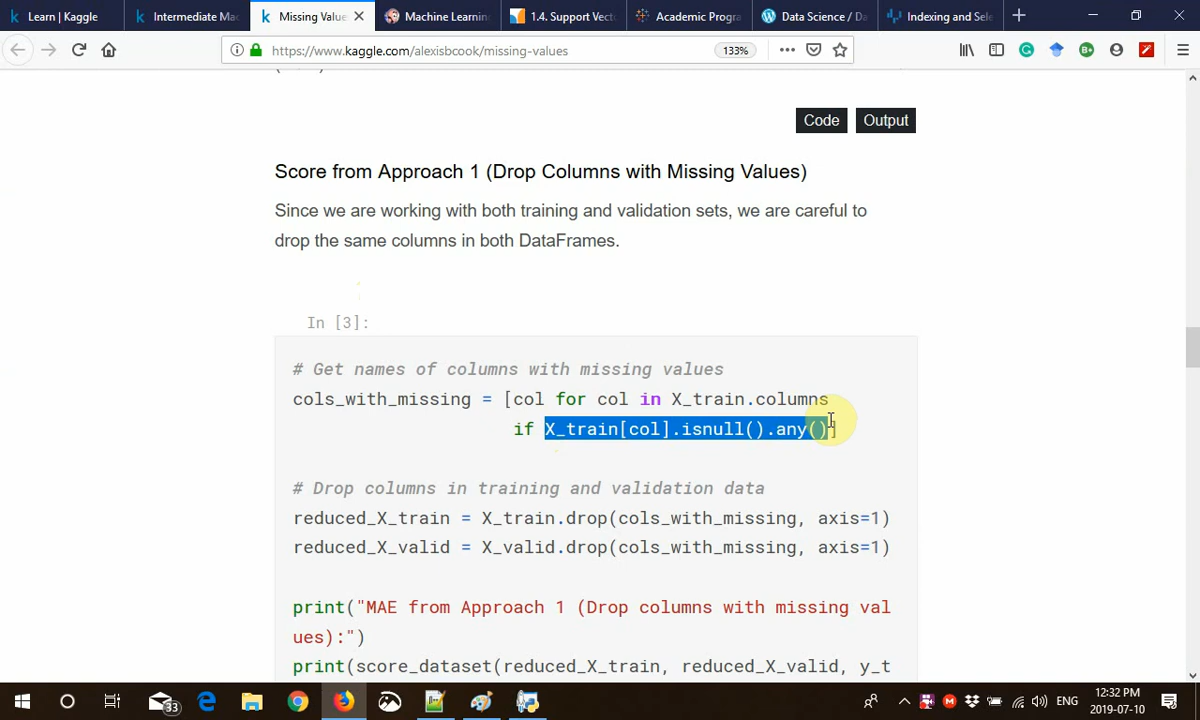 Learn | Kaggle
Intermediate Ma
Missing Value
Machine Learning
1.4. Support Vect
Academic Progra
Data Science / Da
Indexing and Sele
https://www.kaggle.com/alexisbcook/missing-values
133%
Code
Output
Score from Approach 1 (Drop Columns with Missing Values)
Since we are working with both training and validation sets, we are careful to
drop the same columns in both DataFrames.
In [3]:
# Get names of columns with missing values
cols_with_missing = [col for col in X_train.columns
if X_train[col].isnull().any()]
# Drop columns in training and validation data
reduced_X_train = X_train.drop(cols_with_missing, axis=1)
reduced_X_valid = X_valid.drop(cols_with_missing, axis=1)
print("MAE from Approach 1 (Drop columns with missing val
ues):")
print(score_dataset(reduced_X_train, reduced_X_valid, y_t
33
ENG
12:32 PM
2019-07-10